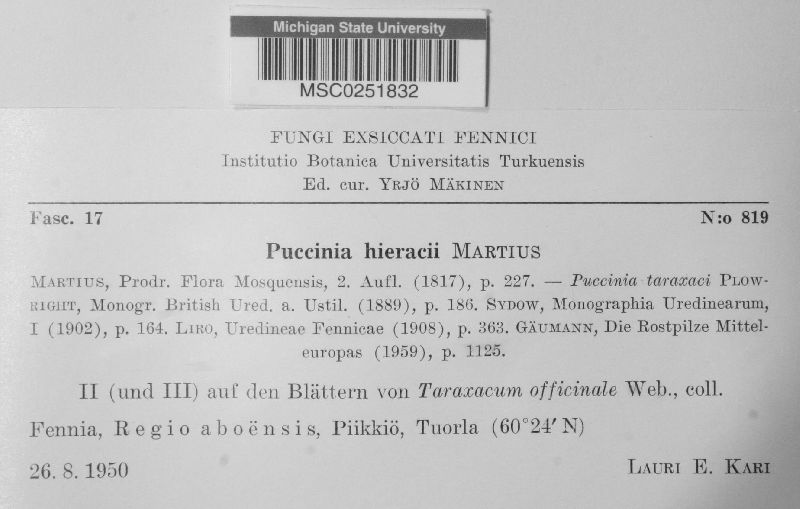 Michigan State University
MSC0251832
FUNGI EXSICCATI FENNICI
Institutio Botanica Universitatis Turkuensis
Ed. cur. YRJÖ MÄKINEN
Fasc. 17 N:o 819
Puccinia hieracii MARTIUS
MARTIUS, Prodr. Flora Mosquensis, 2. Aufl. (1817), p. 227. — Puccinia taraxaci PLOW-
RIGHT, Monogr. British Ured. a. Ustil. (1889), p. 186. SYDOW, Monographia Uredinearum,
I (1902), p. 164. LIRO, Uredineae Fennicae (1908), p. 363. GÄUMANN, Die Rostpilze Mittel-
europas (1959), p. 1125.
II (und III) auf den Blättern von Taraxacum officinale Web., coll.
Fennia, Regio aboënsis, Piikkiö, Tuorla (60°24′ N)
26. 8. 1950 LAURI E. KARI